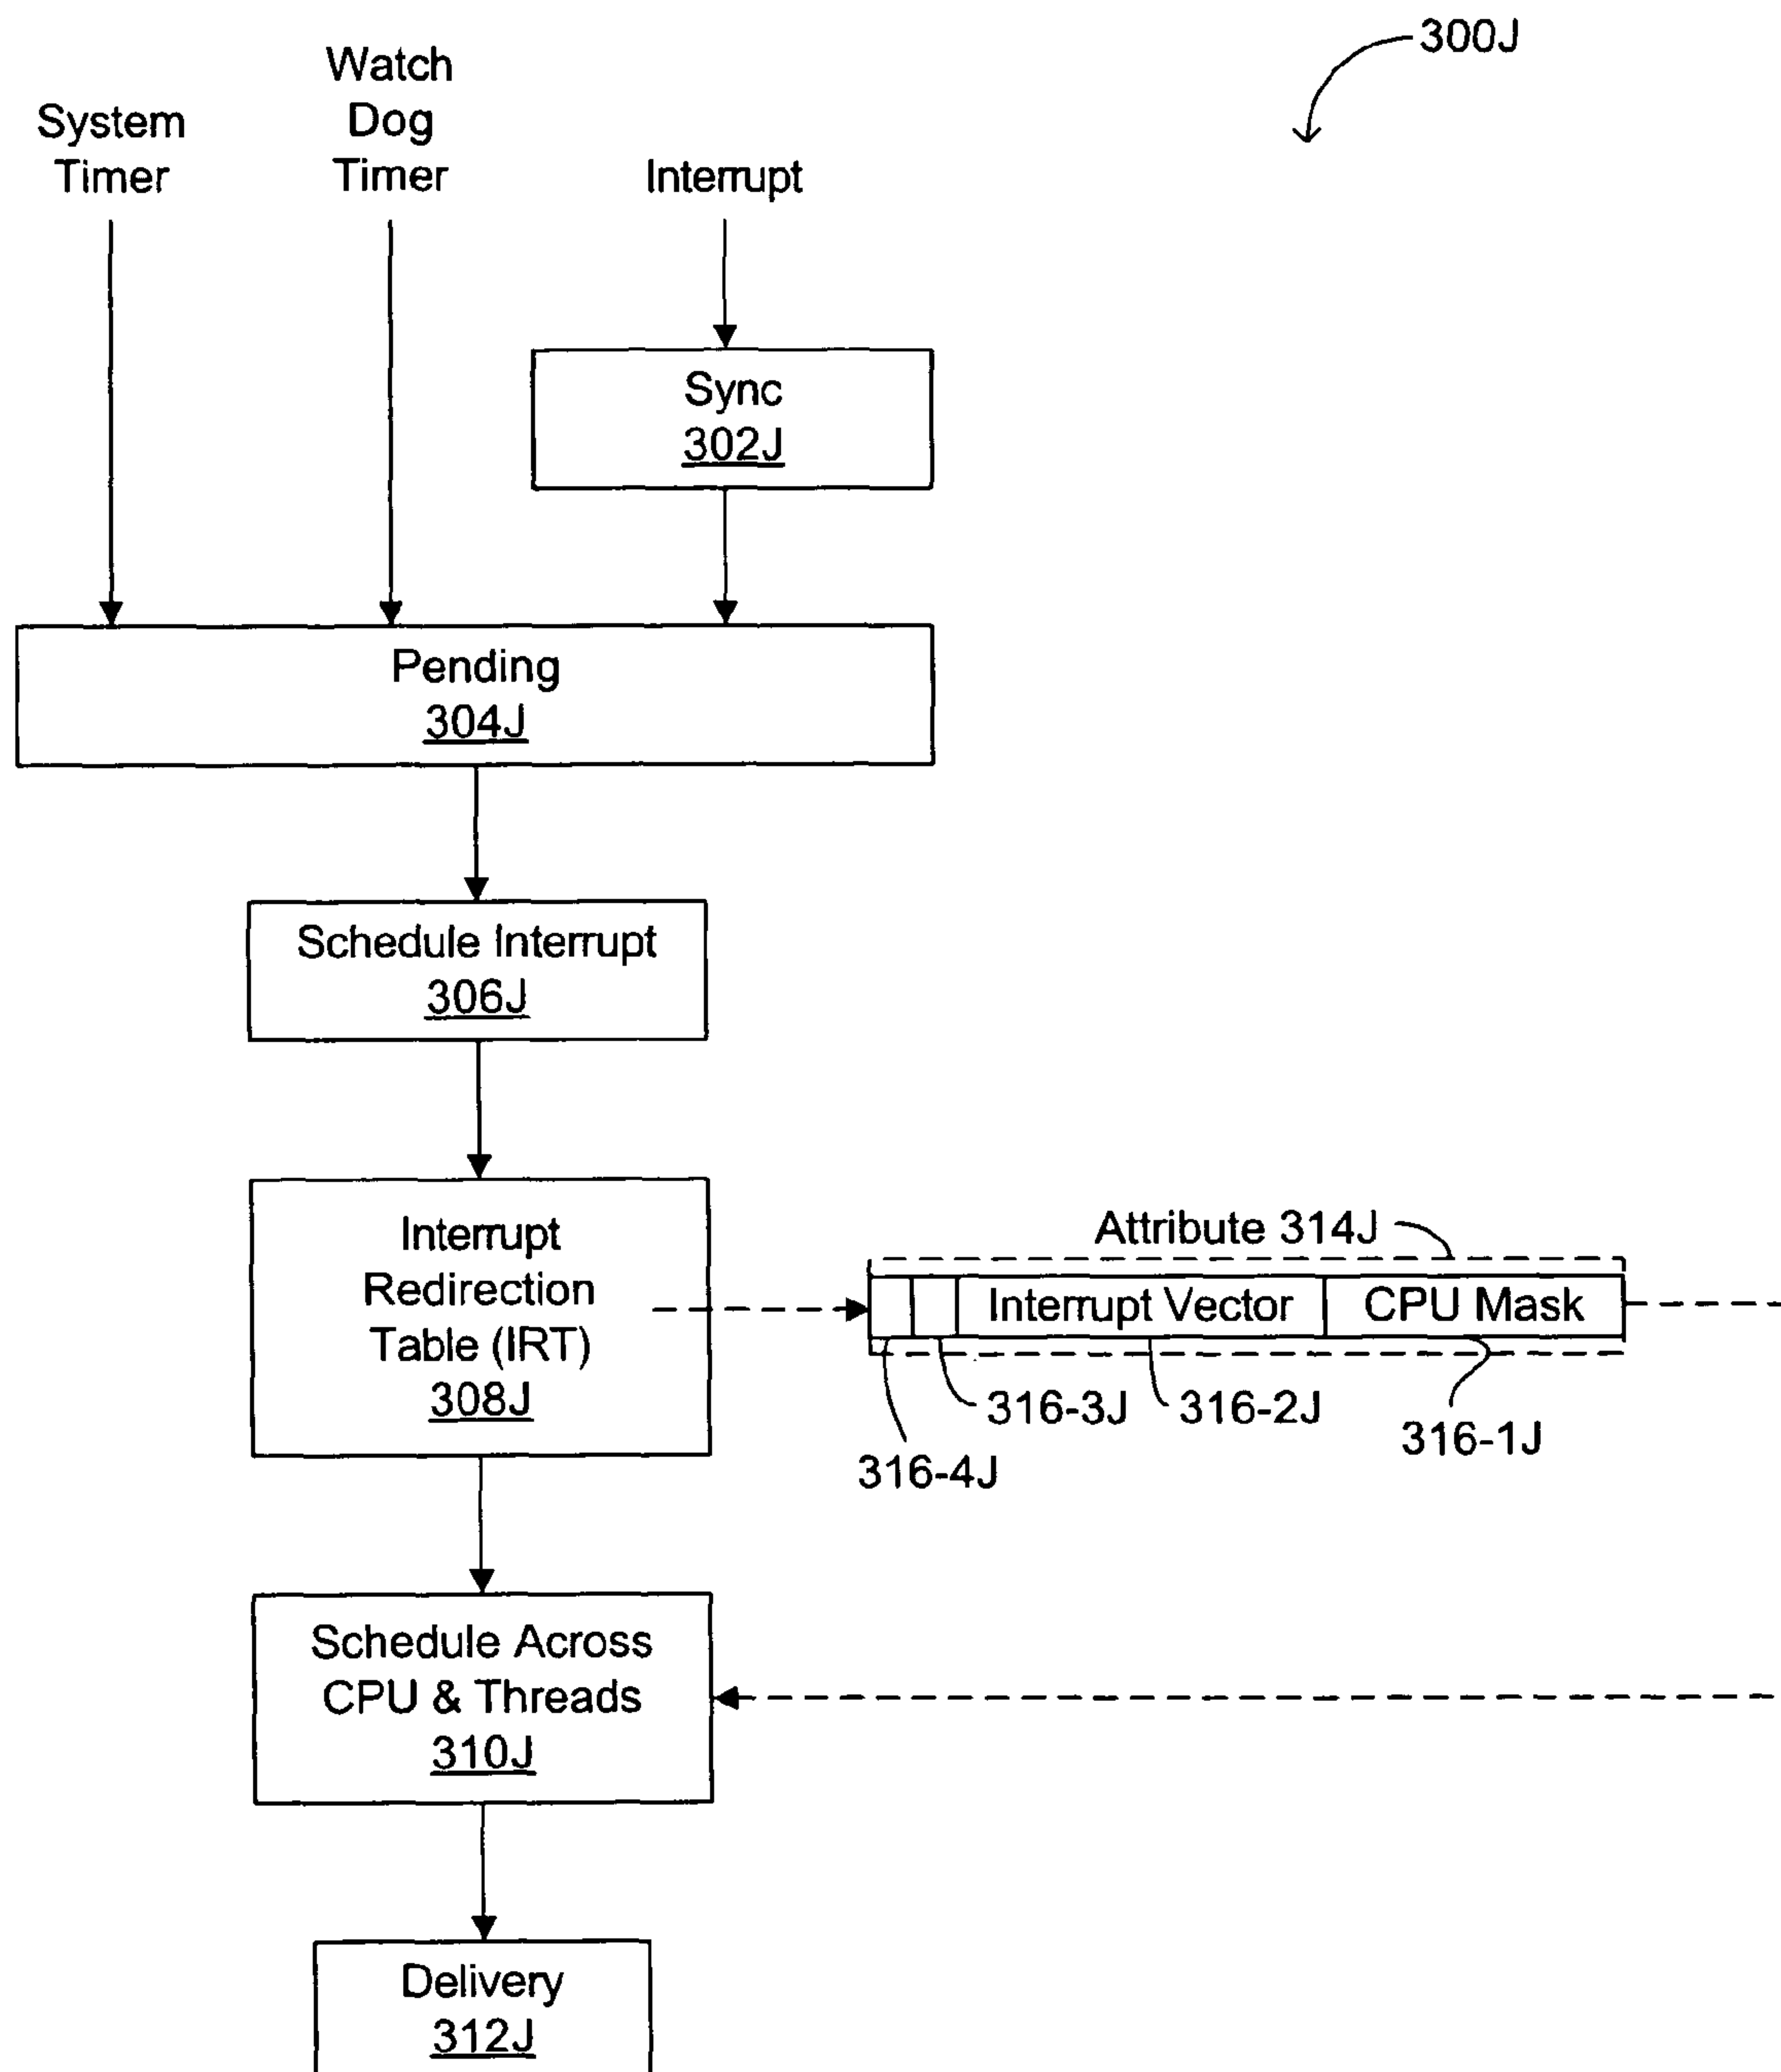 300J
System
Timer
Watch
Dog
Timer
Interrupt
Sync
302J
Pending
304J
Schedule Interrupt
306J
Interrupt
Redirection
Table (IRT)
308J
Attribute 314J
Interrupt Vector
CPU Mask
316-3J
316-2J
316-1J
316-4J
Schedule Across
CPU & Threads
310J
Delivery
312J